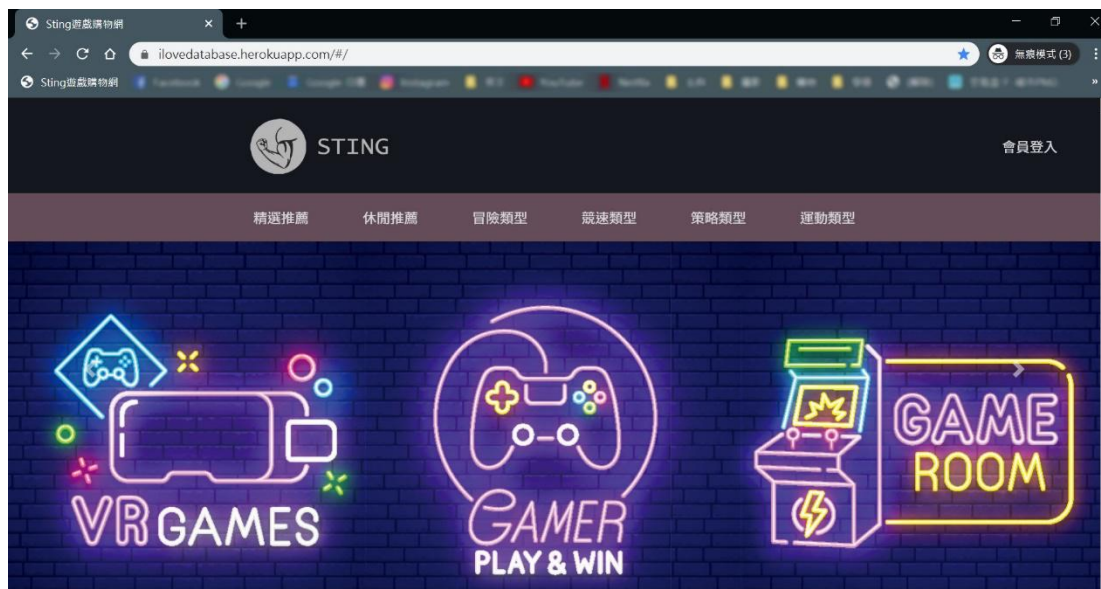 Sting遊戲購物網
ilovedatabase.herokuapp.com/#/
無痕模式 (3)
Sting遊戲購物網
STING
會員登入
精選推薦 休閒推薦 冒險類型 競速類型 策略類型 運動類型
VR GAMES
GAMER
PLAY & WIN
GAME
ROOM